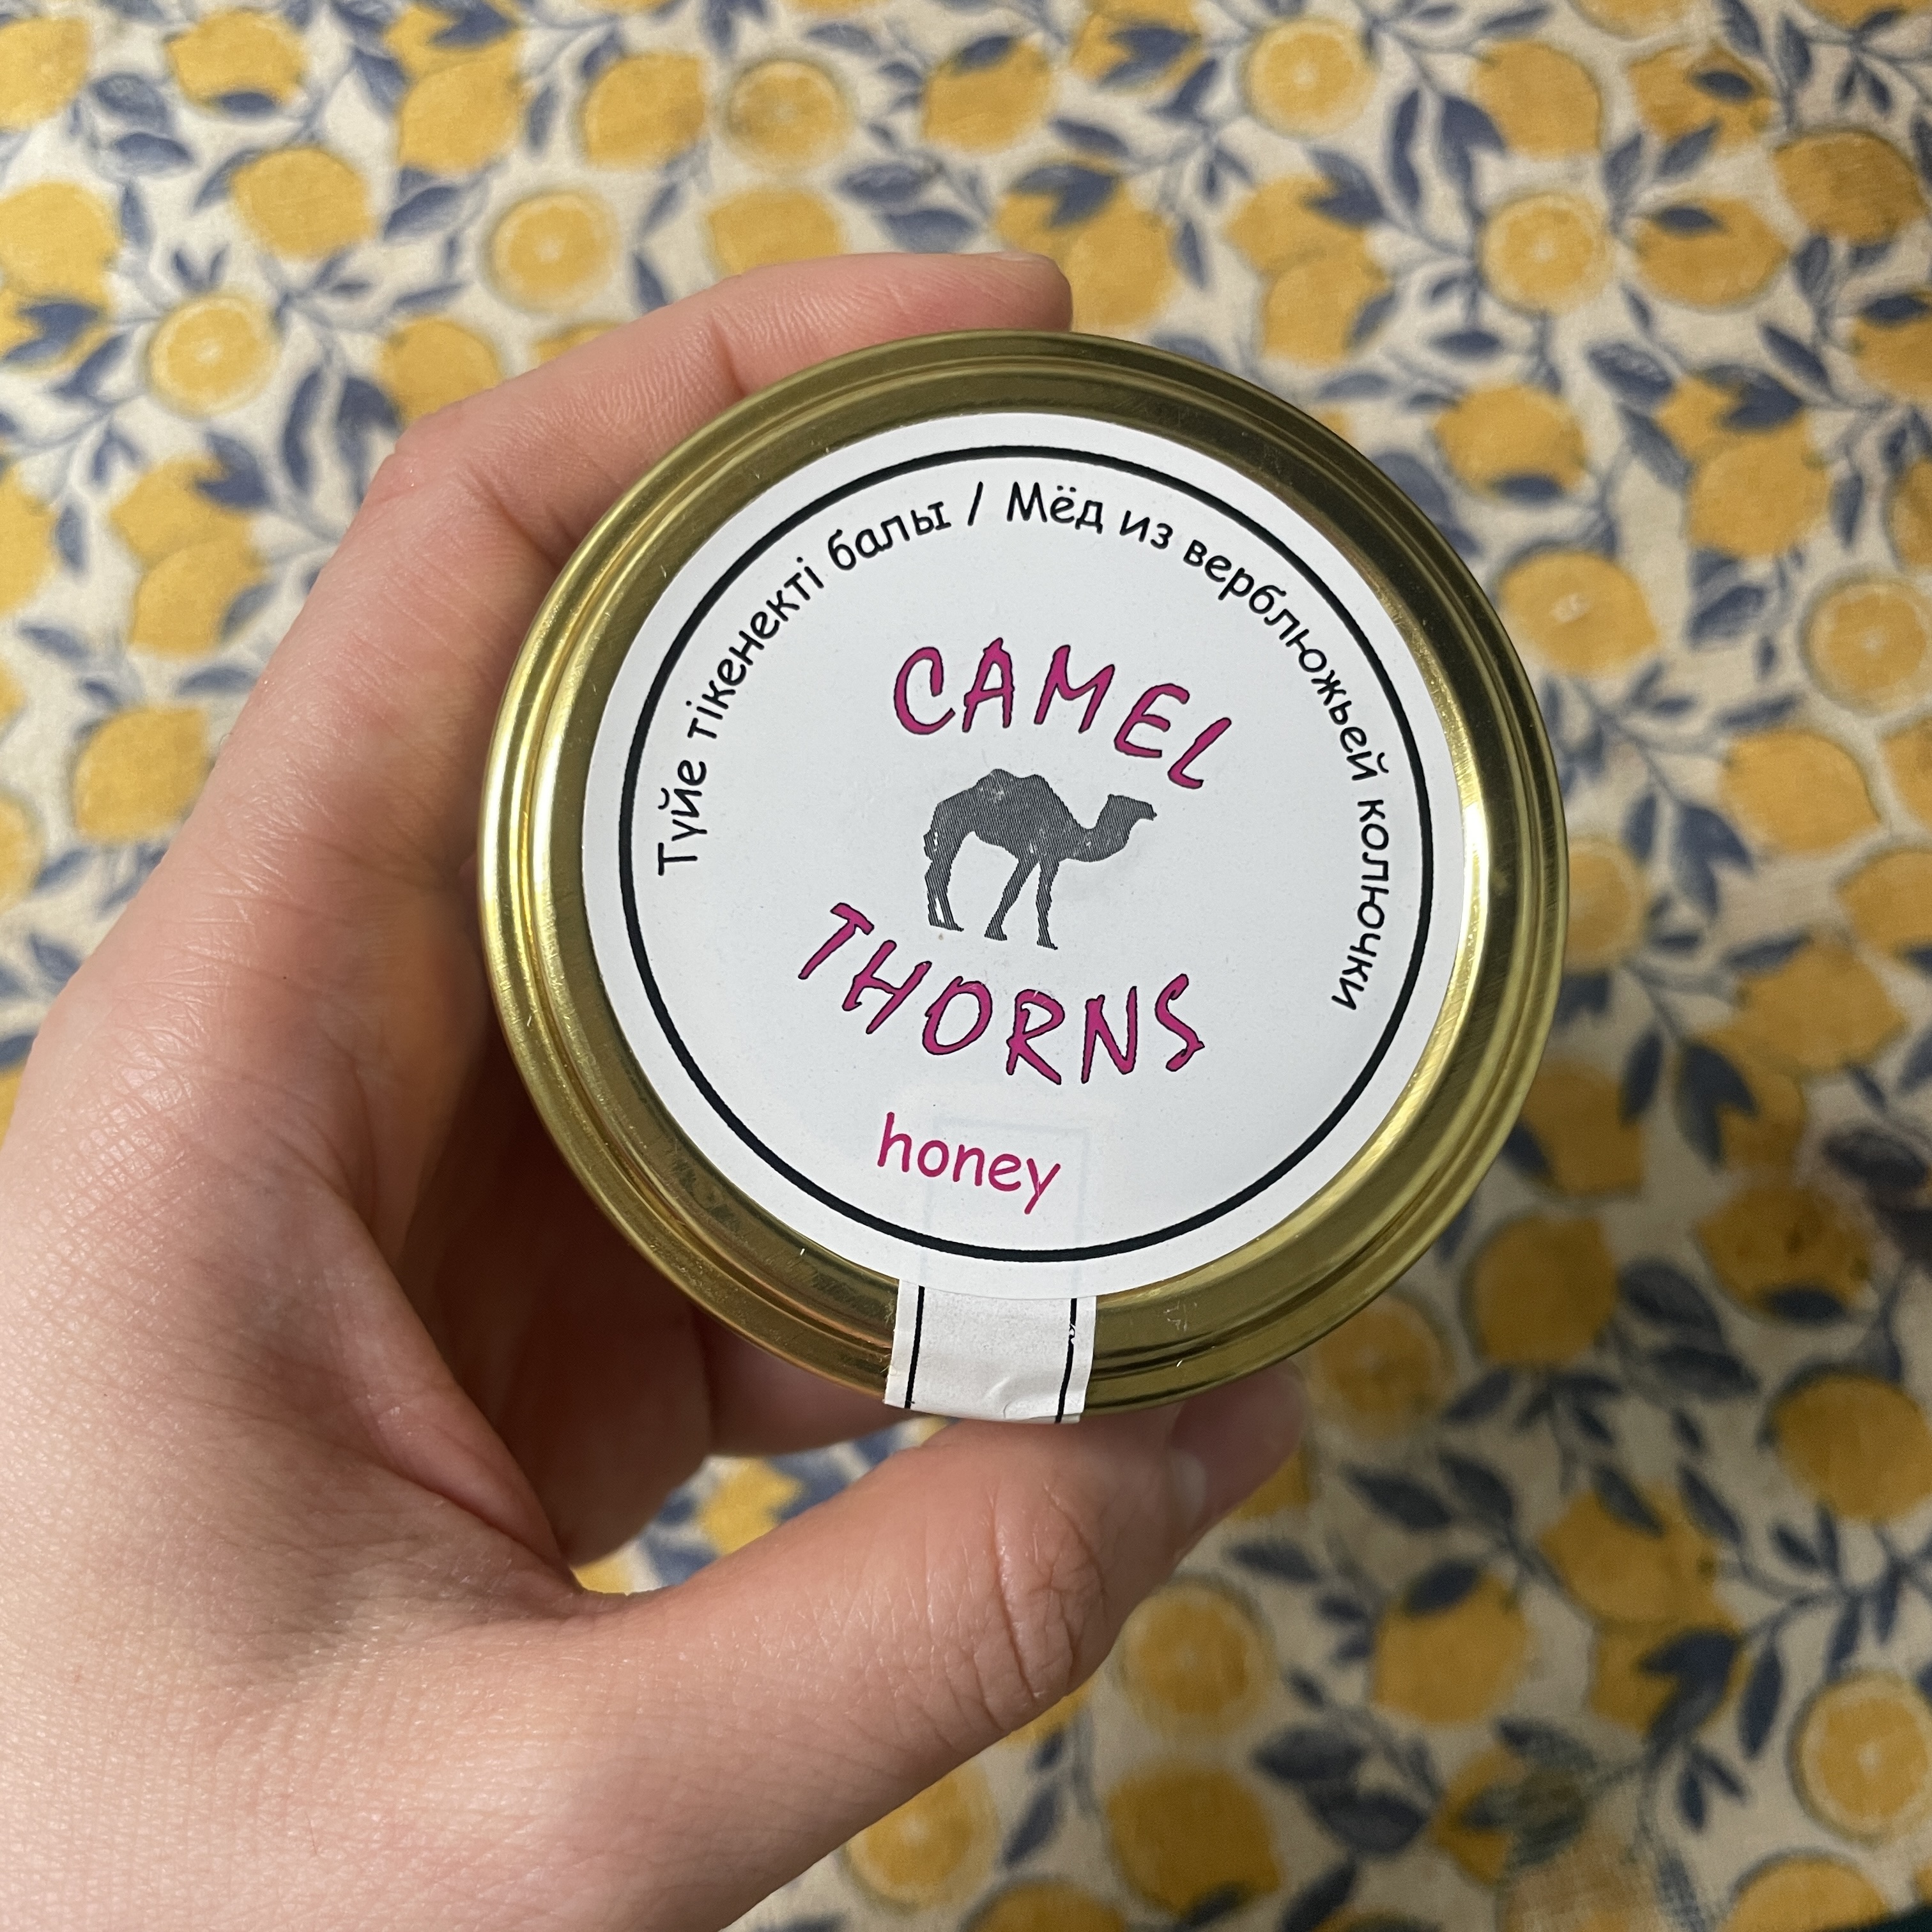 Түйе тікенекті балы / Мёд из верблюжьей колючки
CAMEL
THORNS
honey